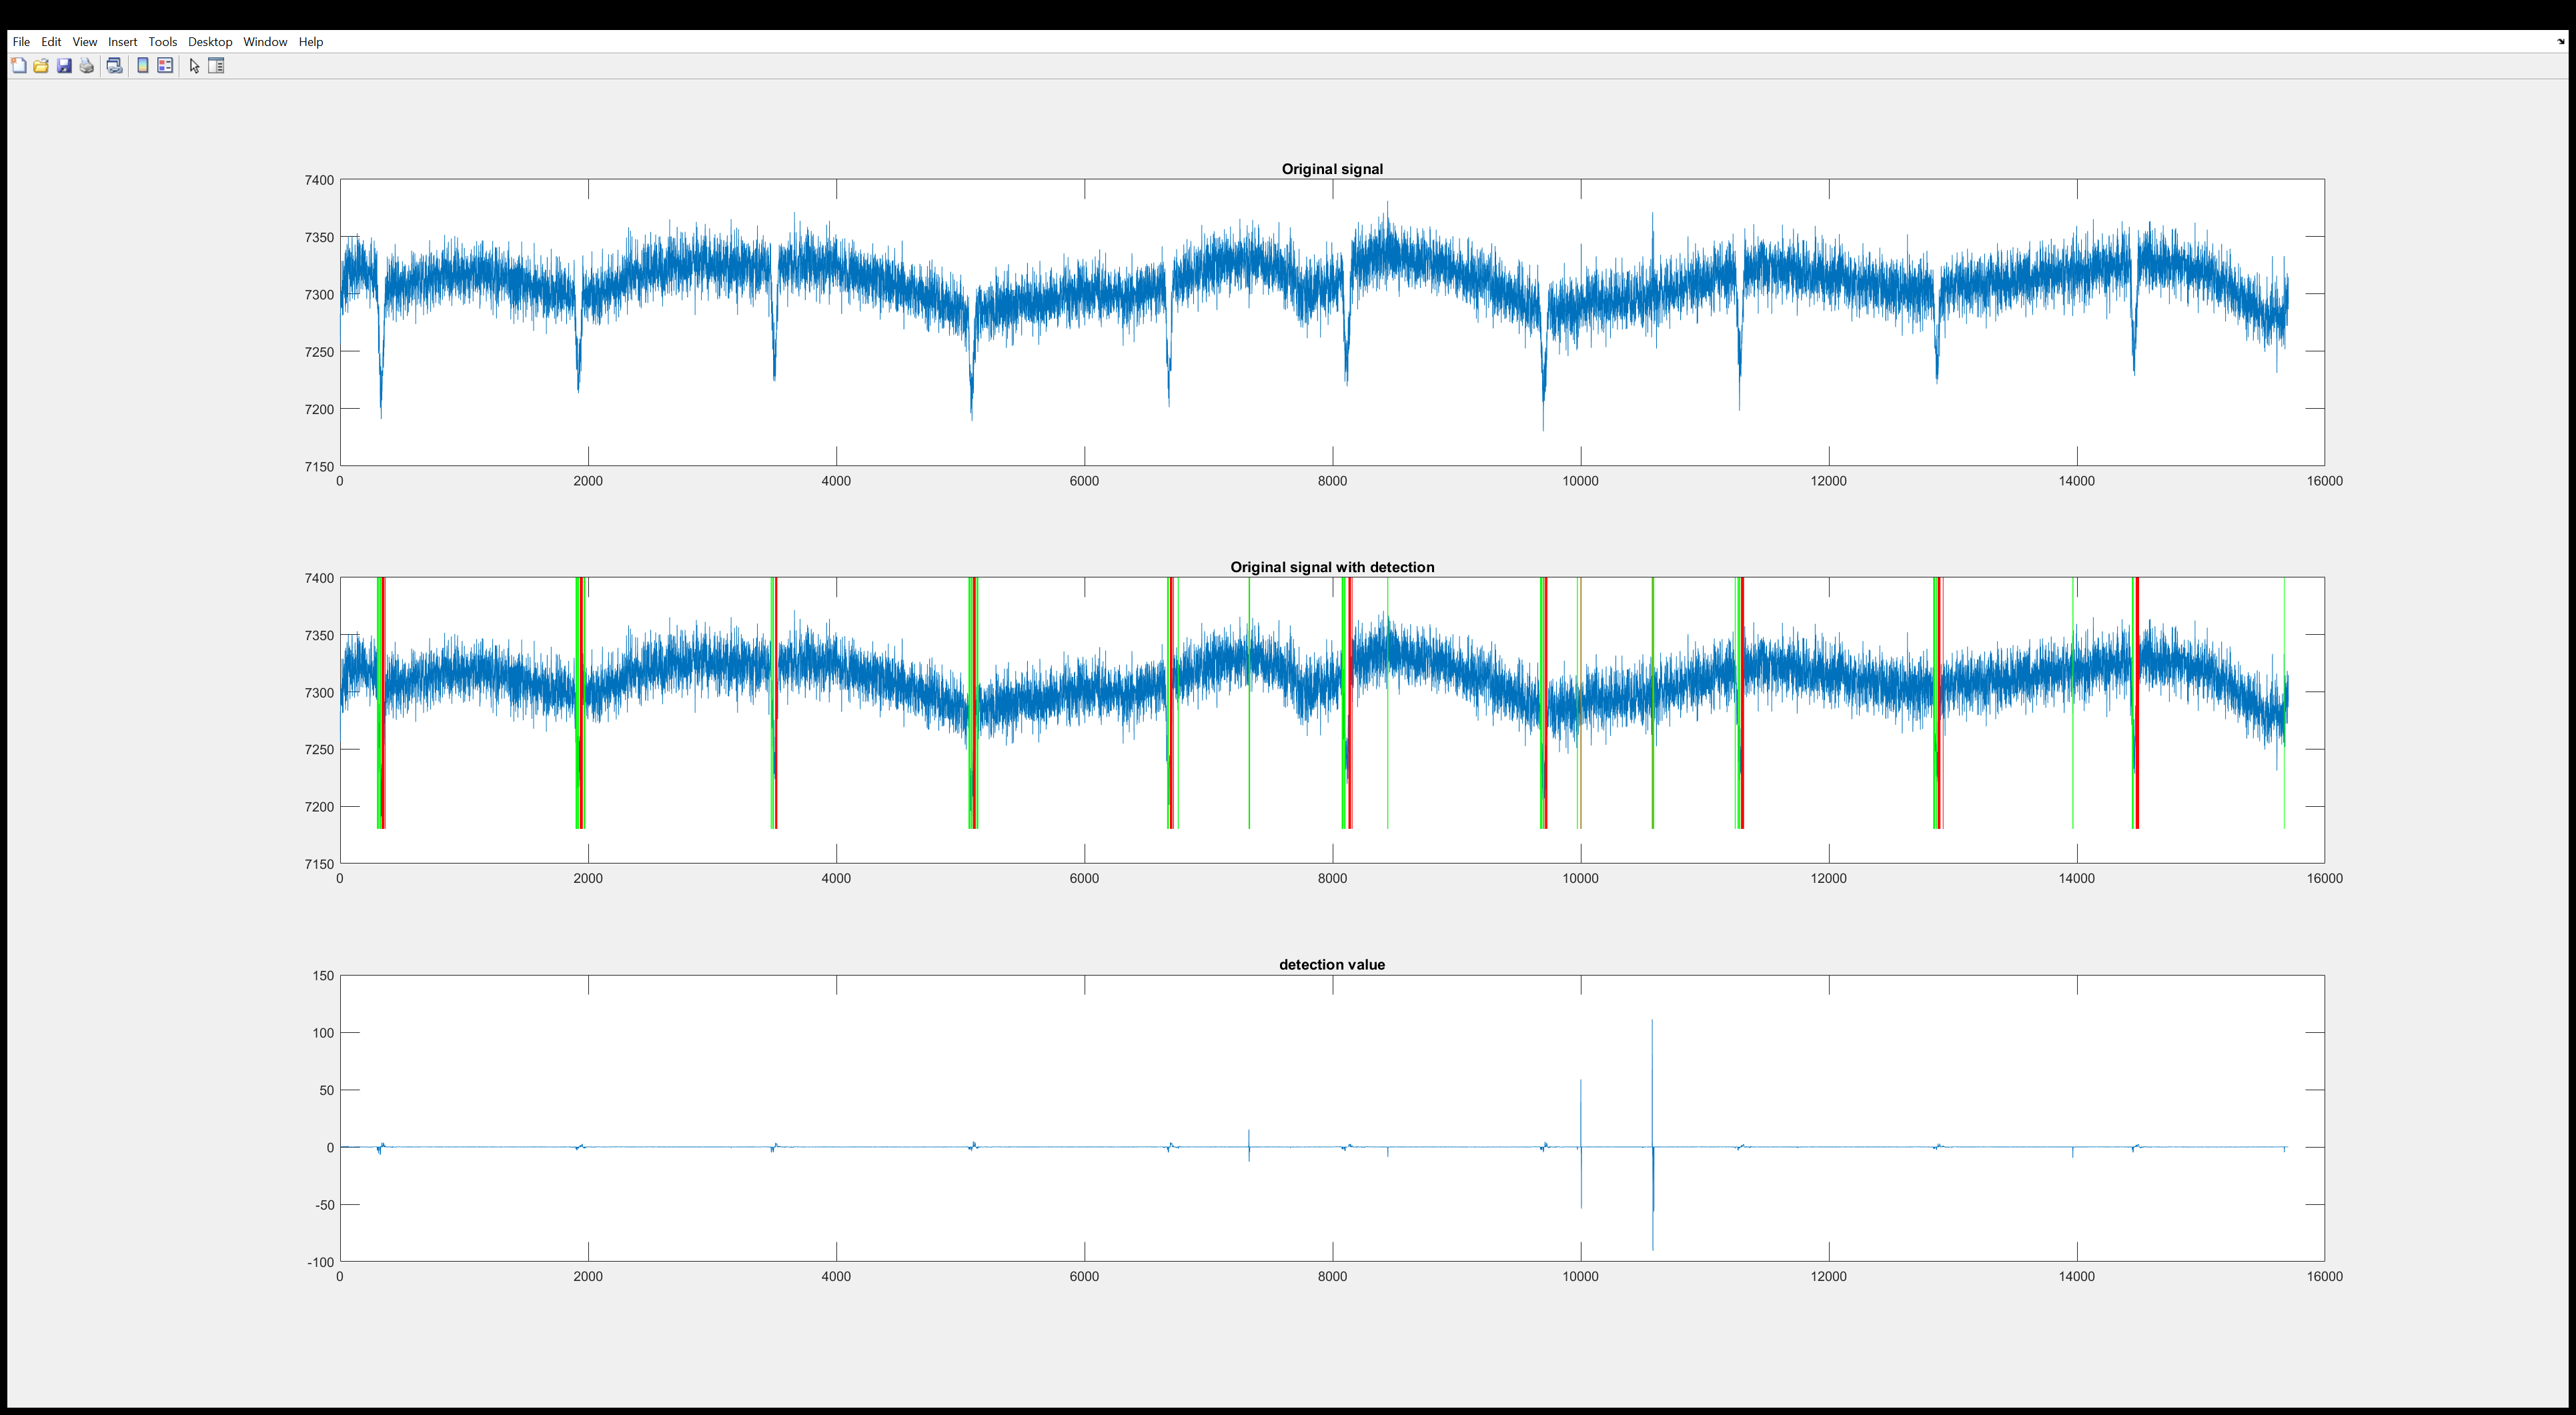 File Edit View Insert Tools Desktop Window Help
Original signal
7400
7350
7300
7250
7200
7150
0 2000 4000 6000 8000 10000 12000 14000 16000
Original signal with detection
7400
7350
7300
7250
7200
7150
0 2000 4000 6000 8000 10000 12000 14000 16000
detection value
150
100
50
0
-50
-100
0 2000 4000 6000 8000 10000 12000 14000 16000